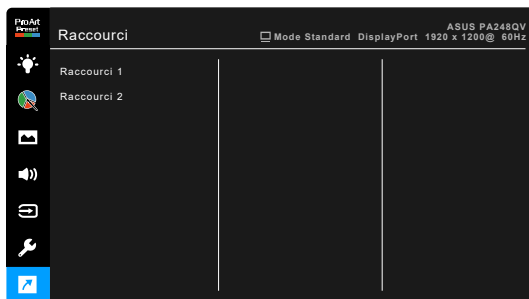 ProArt
Preset
Raccourci
ASUS PA248QV
Mode Standard DisplayPort 1920 x 1200@ 60Hz
Raccourci 1
Raccourci 2